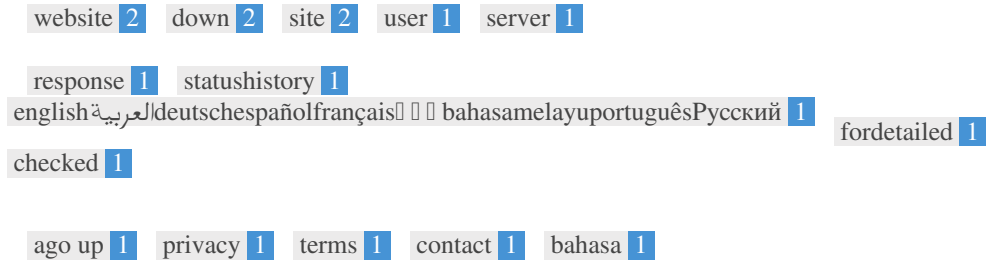 website 2 down 2 site 2 user 1 server 1
response 1 statushistory 1
englishالعربيةdeutschespañolfrançais▯▯▯bahasamelayuportuguêsРусский 1 fordetailed 1
checked 1
ago up 1 privacy 1 terms 1 contact 1 bahasa 1